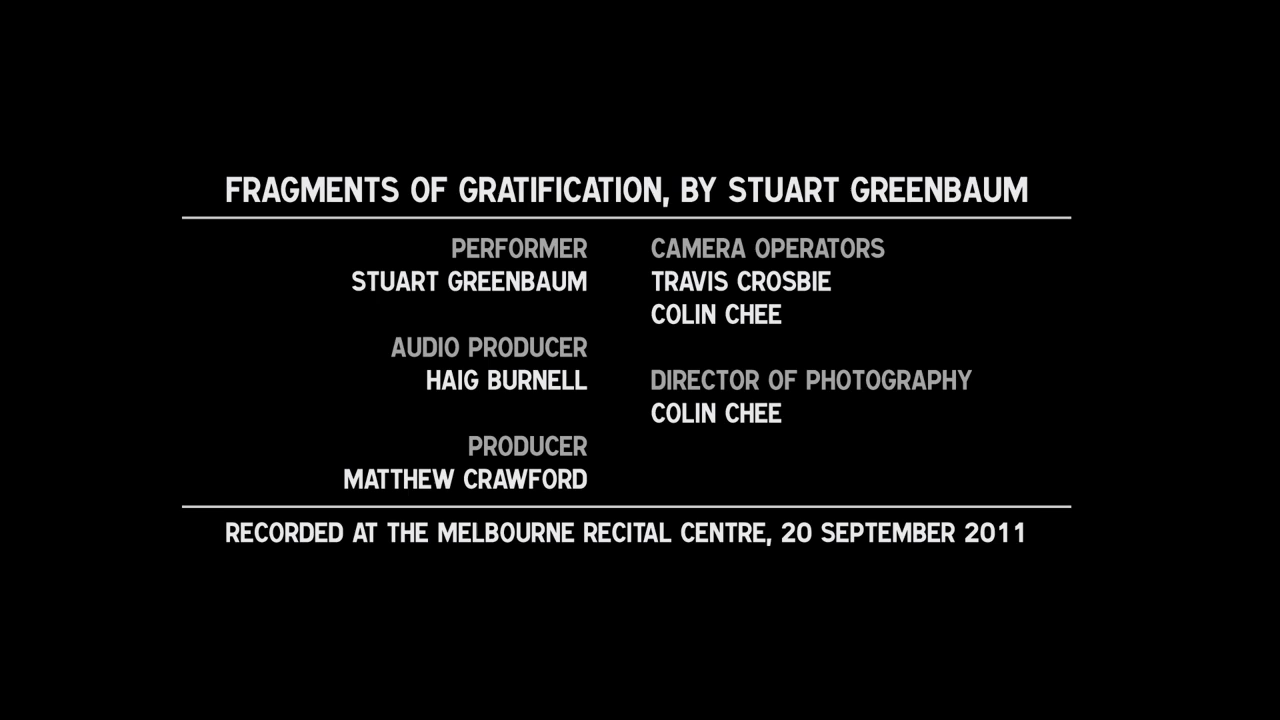 FRAGMENTS OF GRATIFICATION, BY STUART GREENBAUM
PERFORMER
STUART GREENBAUM
AUDIO PRODUCER
HAIG BURNELL
PRODUCER
MATTHEW CRAWFORD
CAMERA OPERATORS
TRAVIS CROSBIE
COLIN CHEE
DIRECTOR OF PHOTOGRAPHY
COLIN CHEE
RECORDED AT THE MELBOURNE RECITAL CENTRE, 20 SEPTEMBER 2011